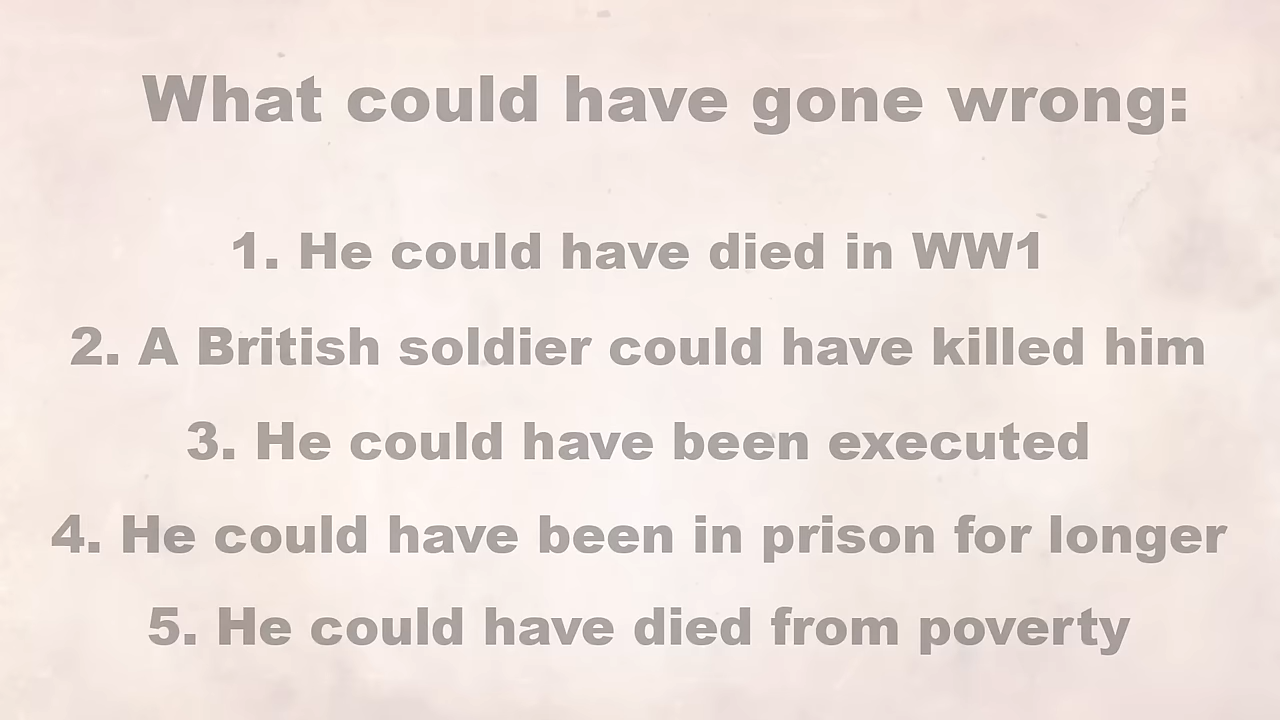 What could have gone wrong:
1. He could have died in WW1
2. A British soldier could have killed him
3. He could have been executed
4. He could have been in prison for longer
5. He could have died from poverty